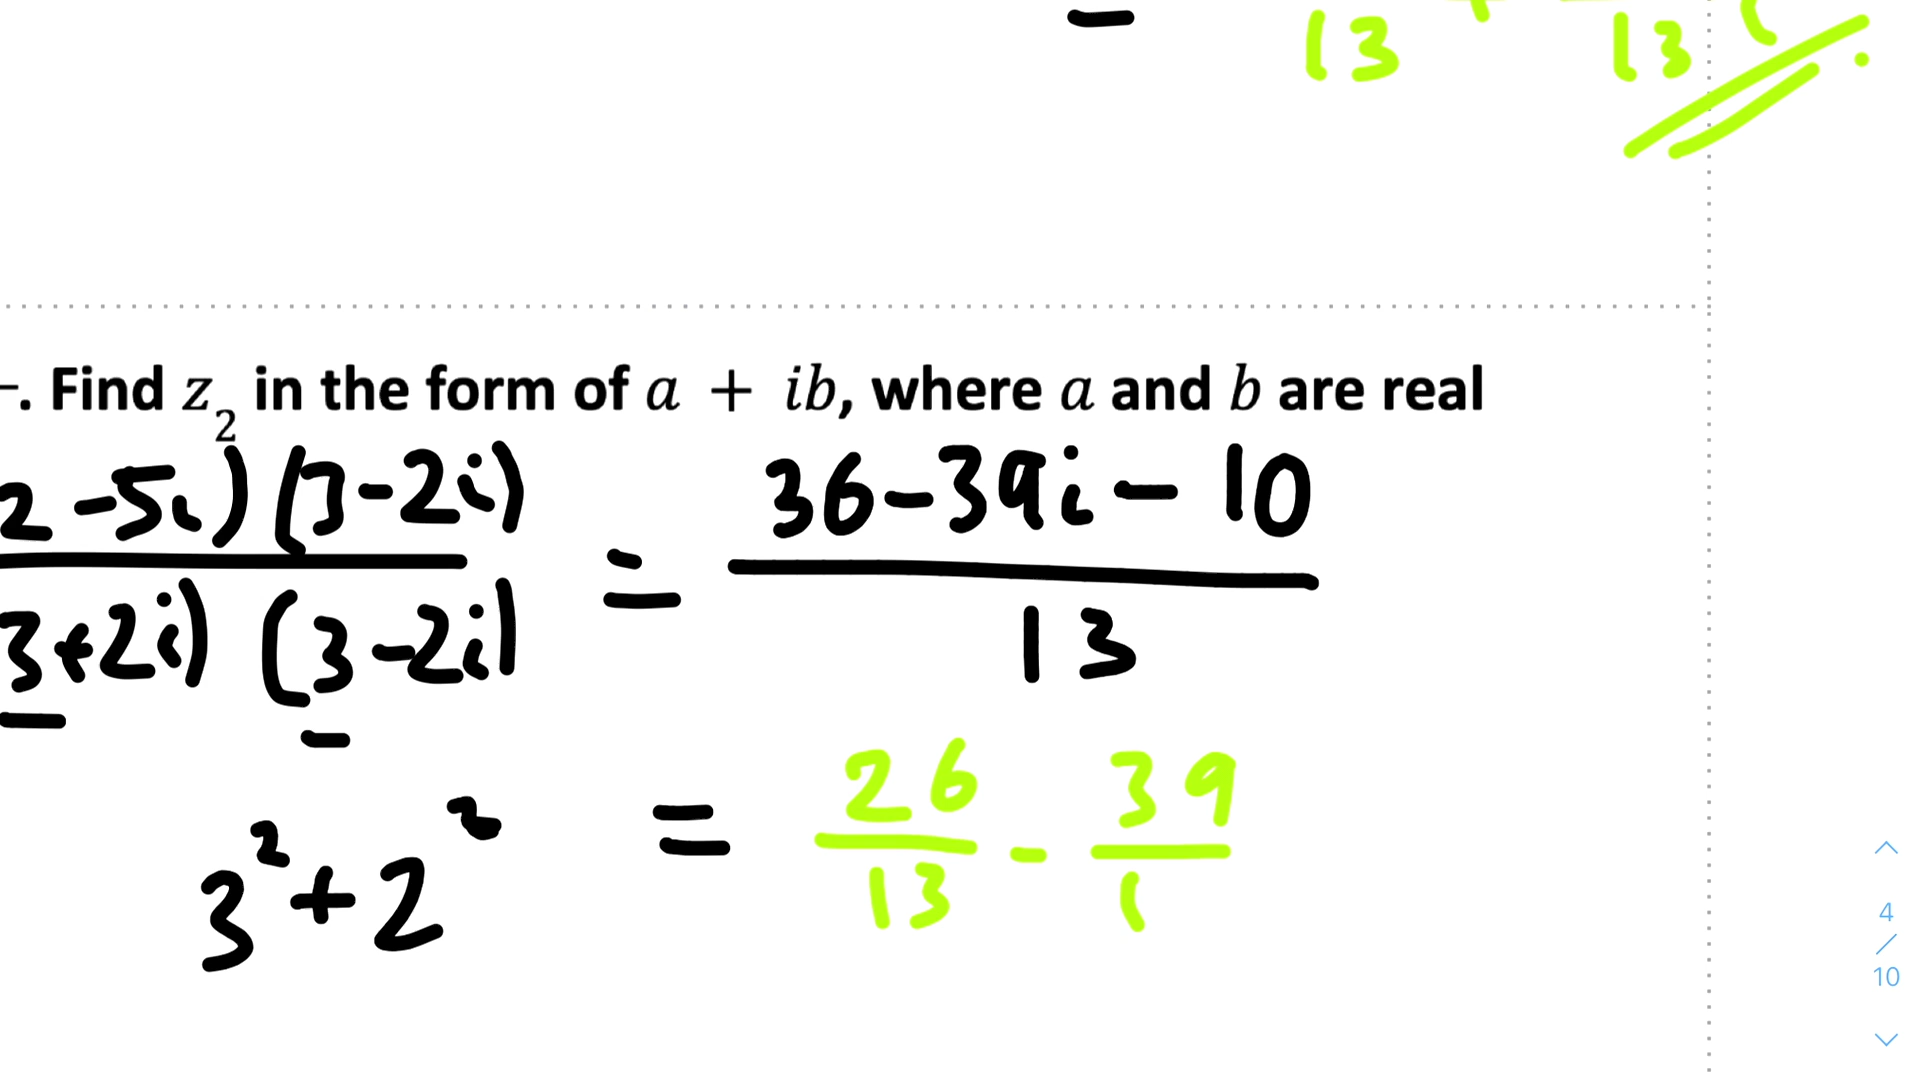 13 + 13 i
–. Find z₂ in the form of a + ib, where a and b are real
2 -5i) (3-2i) = 36-39i-10
3+2i) (3-2i) 13
3² + 2² = 26/13 - 39/1
4
/
10